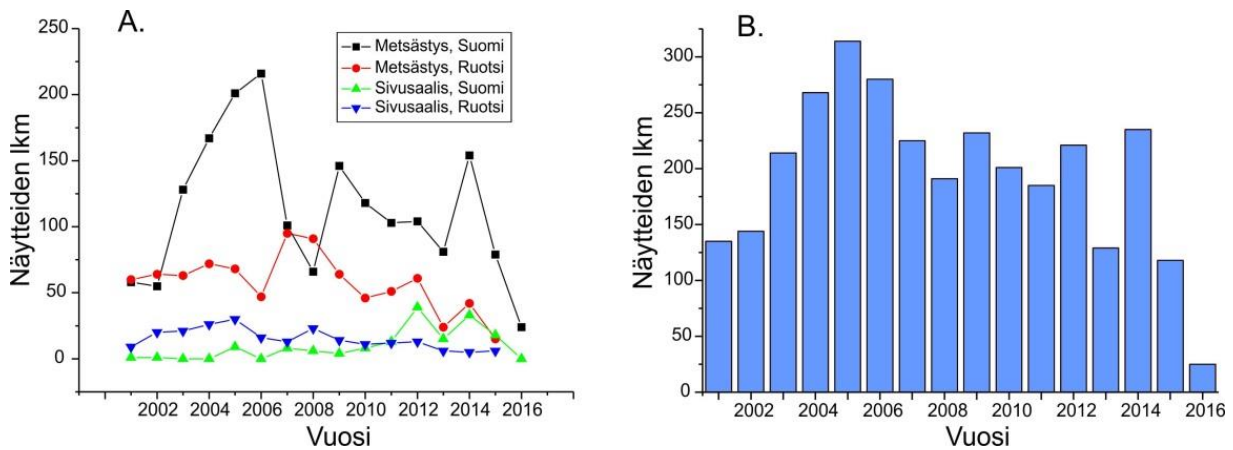 A.
250
200
150
100
50
0
Näytteiden lkm
Metsästys, Suomi
Metsästys, Ruotsi
Sivusaalis, Suomi
Sivusaalis, Ruotsi
2002 2004 2006 2008 2010 2012 2014 2016
Vuosi
B.
300
250
200
150
100
50
0
Näytteiden lkm
2002 2004 2006 2008 2010 2012 2014 2016
Vuosi